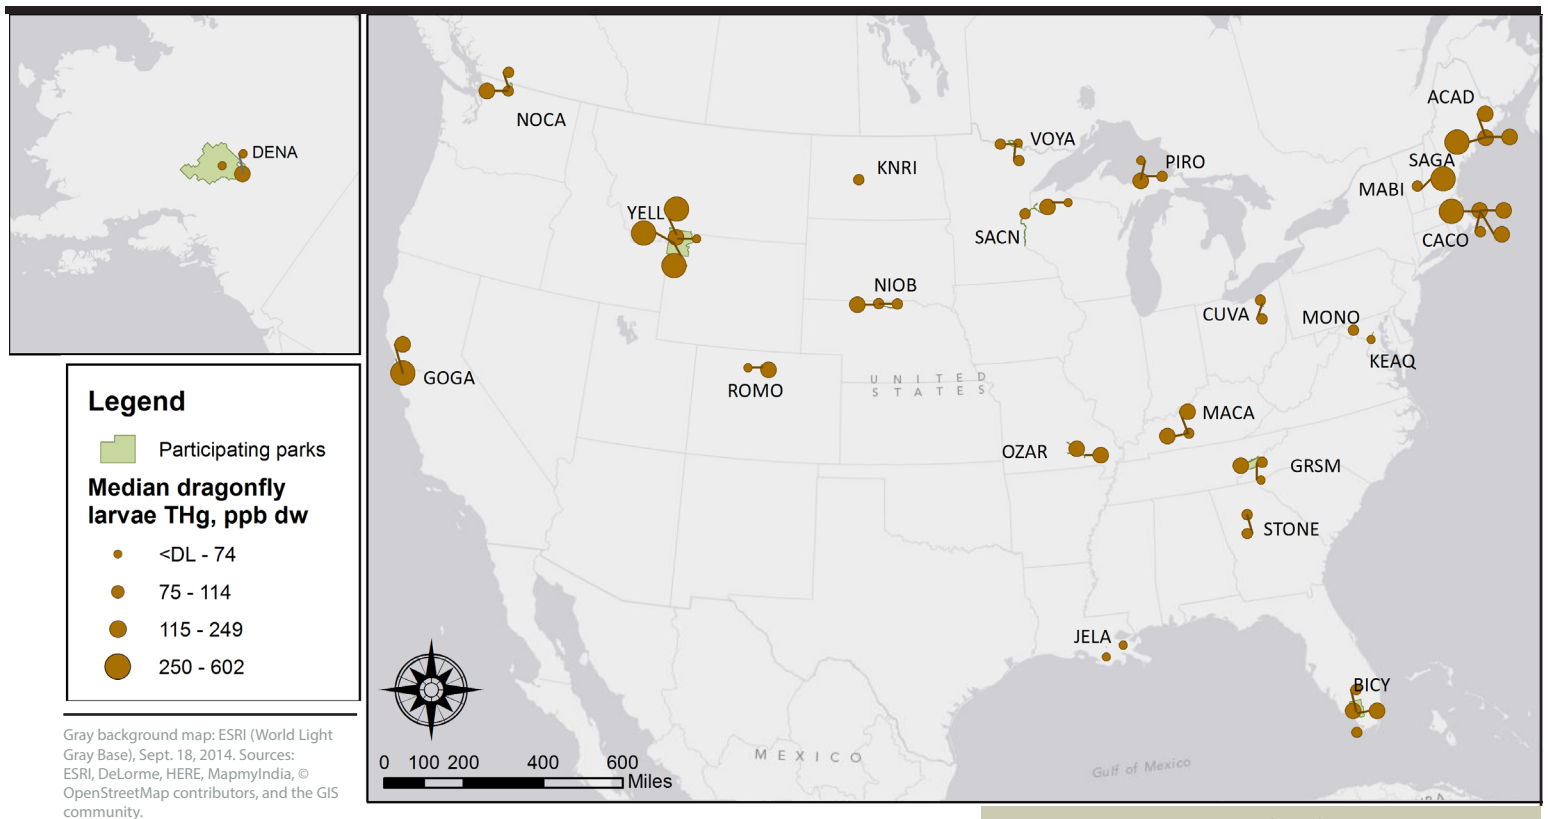 DENA
NOCA
KNRI
VOYA
PIRO
ACAD
SAGA
MABI
CACO
YELL
SACN
NIOB
CUVA
MONO
KEAQ
GOGA
ROMO
UNITED
STATES
MACA
OZAR
GRSM
STONE
JELA
BICY
MEXICO
Gulf of Mexico
0 100 200 400 600
Miles
Legend
Participating parks
Median dragonfly
larvae THg, ppb dw
<DL - 74
75 - 114
115 - 249
250 - 602
Gray background map: ESRI (World Light
Gray Base), Sept. 18, 2014. Sources:
ESRI, DeLorme, HERE, MapmyIndia, ©
OpenStreetMap contributors, and the GIS
community.